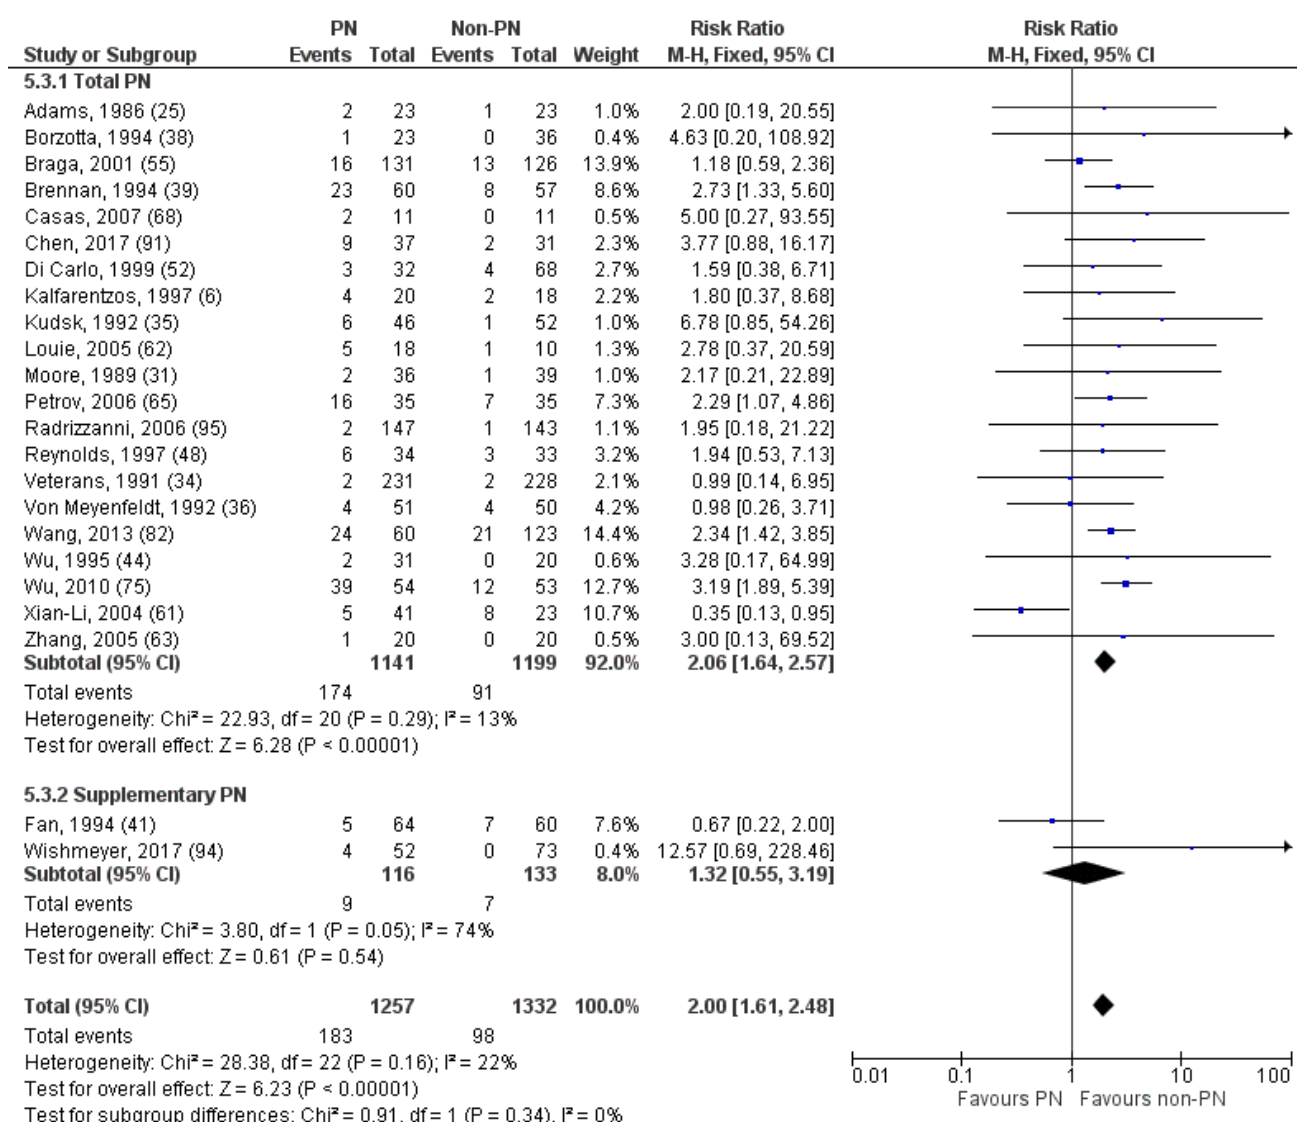 PN Non-PN Risk Ratio Risk Ratio
Study or Subgroup Events Total Events Total Weight M-H, Fixed, 95% CI M-H, Fixed, 95% CI
5.3.1 Total PN
Adams, 1986 (25) 2 23 1 23 1.0% 2.00 [0.19, 20.55]
Borzotta, 1994 (38) 1 23 0 36 0.4% 4.63 [0.20, 108.92]
Braga, 2001 (55) 16 131 13 126 13.9% 1.18 [0.59, 2.36]
Brennan, 1994 (39) 23 60 8 57 8.6% 2.73 [1.33, 5.60]
Casas, 2007 (68) 2 11 0 11 0.5% 5.00 [0.27, 93.55]
Chen, 2017 (91) 9 37 2 31 2.3% 3.77 [0.88, 16.17]
Di Carlo, 1999 (52) 3 32 4 68 2.7% 1.59 [0.38, 6.71]
Kalfarentzos, 1997 (6) 4 20 2 18 2.2% 1.80 [0.37, 8.68]
Kudsk, 1992 (35) 6 46 1 52 1.0% 6.78 [0.85, 54.26]
Louie, 2005 (62) 5 18 1 10 1.3% 2.78 [0.37, 20.59]
Moore, 1989 (31) 2 36 1 39 1.0% 2.17 [0.21, 22.89]
Petrov, 2006 (65) 16 35 7 35 7.3% 2.29 [1.07, 4.86]
Radrizzanni, 2006 (95) 2 147 1 143 1.1% 1.95 [0.18, 21.22]
Reynolds, 1997 (48) 6 34 3 33 3.2% 1.94 [0.53, 7.13]
Veterans, 1991 (34) 2 231 2 228 2.1% 0.99 [0.14, 6.95]
Von Meyenfeldt, 1992 (36) 4 51 4 50 4.2% 0.98 [0.26, 3.71]
Wang, 2013 (82) 24 60 21 123 14.4% 2.34 [1.42, 3.85]
Wu, 1995 (44) 2 31 0 20 0.6% 3.28 [0.17, 64.99]
Wu, 2010 (75) 39 54 12 53 12.7% 3.19 [1.89, 5.39]
Xian-Li, 2004 (61) 5 41 8 23 10.7% 0.35 [0.13, 0.95]
Zhang, 2005 (63) 1 20 0 20 0.5% 3.00 [0.13, 69.52]
Subtotal (95% CI) 1141 1199 92.0% 2.06 [1.64, 2.57]
Total events 174 91
Heterogeneity: Chi² = 22.93, df = 20 (P = 0.29); I² = 13%
Test for overall effect: Z = 6.28 (P < 0.00001)
5.3.2 Supplementary PN
Fan, 1994 (41) 5 64 7 60 7.6% 0.67 [0.22, 2.00]
Wishmeyer, 2017 (94) 4 52 0 73 0.4% 12.57 [0.69, 228.46]
Subtotal (95% CI) 116 133 8.0% 1.32 [0.55, 3.19]
Total events 9 7
Heterogeneity: Chi² = 3.80, df = 1 (P = 0.05); I² = 74%
Test for overall effect: Z = 0.61 (P = 0.54)
Total (95% CI) 1257 1332 100.0% 2.00 [1.61, 2.48]
Total events 183 98
Heterogeneity: Chi² = 28.38, df = 22 (P = 0.16); I² = 22%
Test for overall effect: Z = 6.23 (P < 0.00001)
Test for subgroup differences: Chi² = 0.91, df = 1 (P = 0.34), I² = 0%
0.01 0.1 1 10 100
Favours PN Favours non-PN